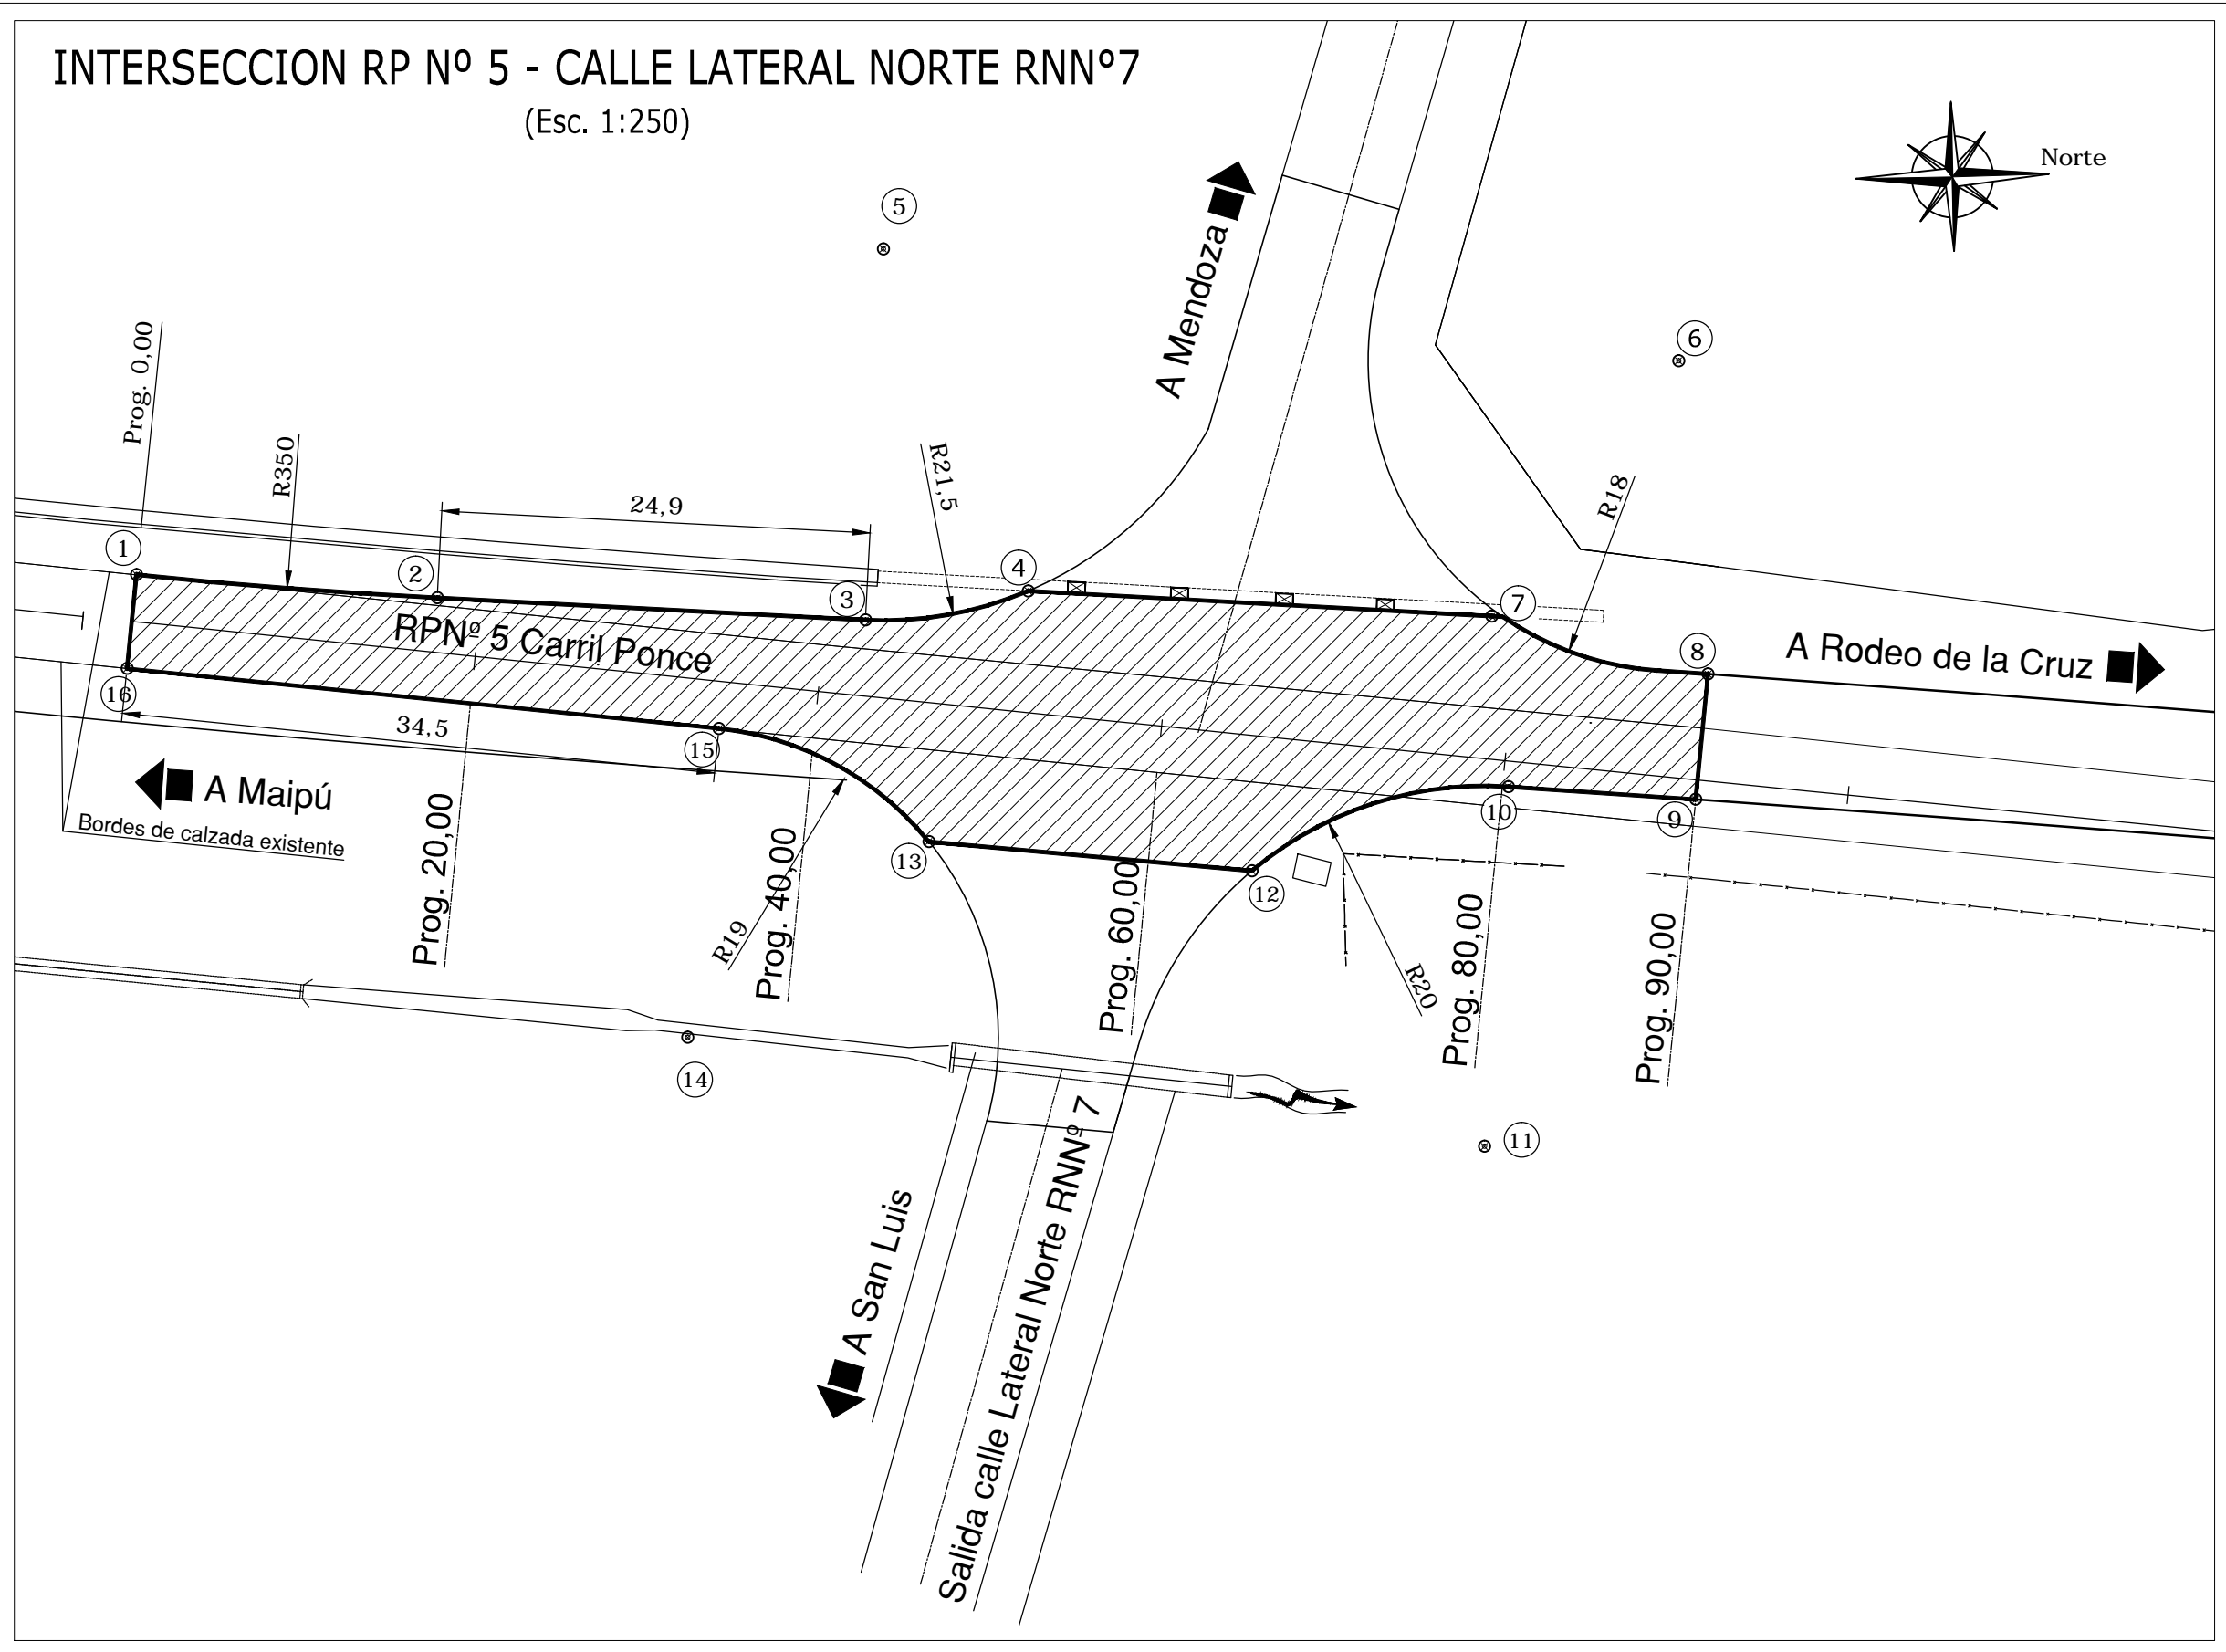 INTERSECCION RP Nº 5 - CALLE LATERAL NORTE RNN°7
(Esc. 1:250)
Norte
5
A Mendoza
6
Prog. 0,00
R350
24,9
R21,5
R18
1
2
3
4
7
8
RPNº 5 Carril Ponce
A Rodeo de la Cruz
16
34,5
15
A Maipú
Bordes de calzada existente
Prog. 20,00
R19
Prog. 40,00
13
Prog. 60,00
12
10
9
R20
Prog. 80,00
Prog. 90,00
14
11
A San Luis
Salida calle Lateral Norte RNNº 7